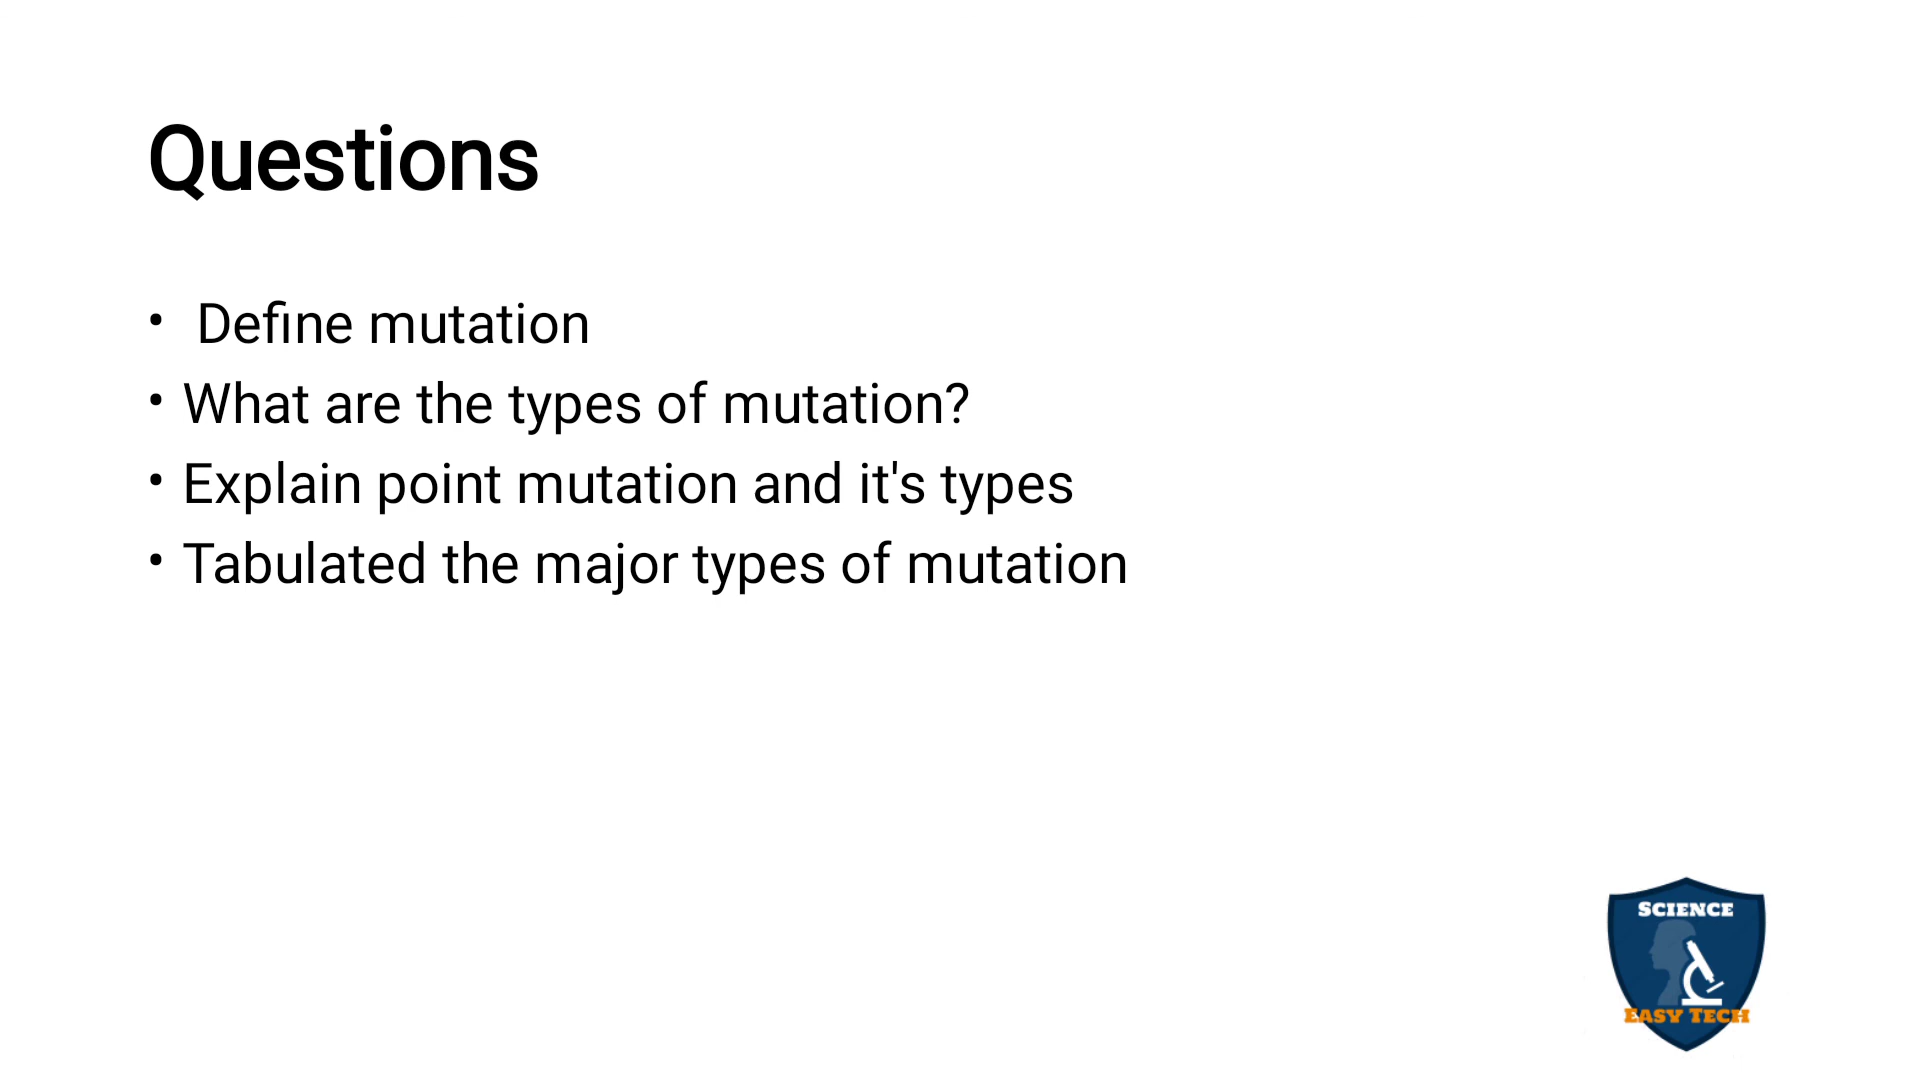 Questions
• Define mutation
• What are the types of mutation?
• Explain point mutation and it's types
• Tabulated the major types of mutation
SCIENCE
EASY TECH